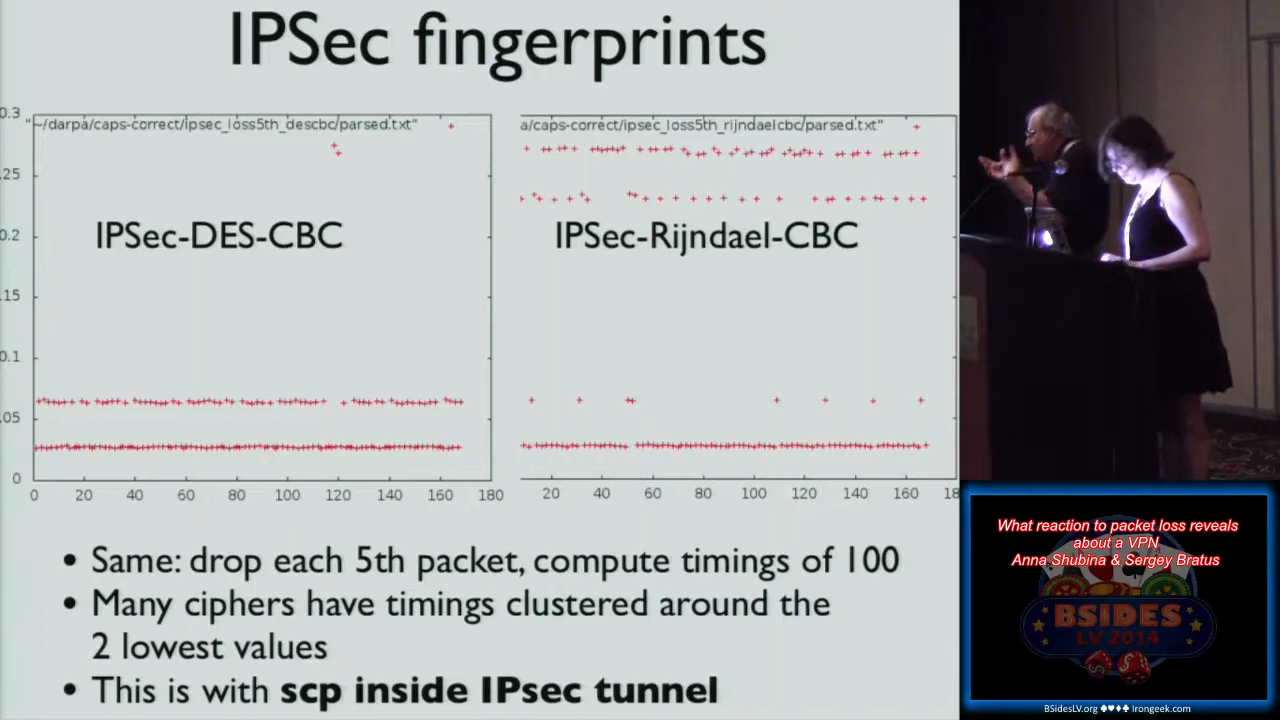 IPSec fingerprints
0.3
"~/darpa/caps-correct/ipsec_loss5th_descbc/parsed.txt"
a/caps-correct/ipsec_loss5th_rijndaelcbc/parsed.txt"
.25
IPSec-DES-CBC
IPSec-Rijndael-CBC
0.2
.15
0.1
.05
0
0 20 40 60 80 100 120 140 160 180
20 40 60 80 100 120 140 160 18
• Same: drop each 5th packet, compute timings of 100
• Many ciphers have timings clustered around the
2 lowest values
• This is with scp inside IPsec tunnel
What reaction to packet loss reveals
about a VPN
Anna Shubina & Sergey Bratus
BSIDES
LV 2014
BSidesLV.org ♠♥♦♣ Irongeek.com